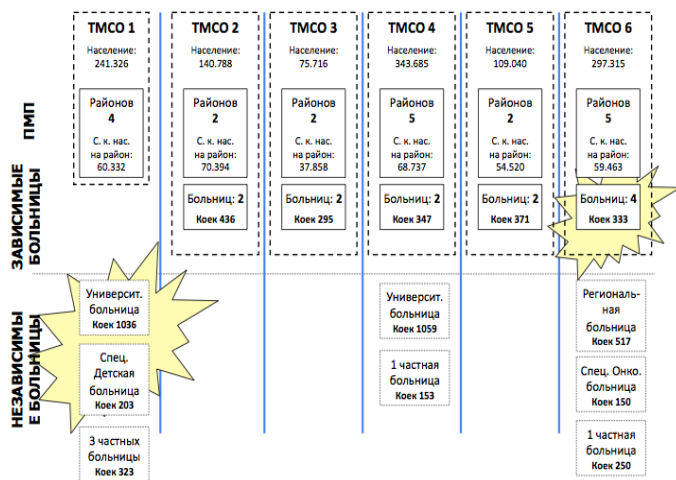 ТМСО 1
Население:
241.326
Районов
4
С. к. нас.
на район:
60.332
ТМСО 2
Население:
140.788
Районов
2
С. к. нас.
на район:
70.394
Больниц: 2
Коек 436
ТМСО 3
Население:
75.716
Районов
2
С. к. нас.
на район:
37.858
Больниц: 2
Коек 295
ТМСО 4
Население:
343.685
Районов
5
С. к. нас.
на район:
68.737
Больниц: 2
Коек 347
ТМСО 5
Население:
109.040
Районов
2
С. к. нас.
на район:
54.520
Больниц: 2
Коек 371
ТМСО 6
Население:
297.315
Районов
5
С. к. нас.
на район:
59.463
Больниц: 4
Коек 333
ПМП
ЗАВИСИМЫЕ
БОЛЬНИЦЫ
НЕЗАВИСИМЫ
Е БОЛЬНИЦЫ
Университ.
больница
Коек 1036
Спец.
Детская
больница
Коек 203
3 частных
больницы
Коек 323
Университ.
больница
Коек 1059
1 частная
больница
Коек 153
Региональ-
ная
больница
Коек 517
Спец. Онко.
больница
Коек 150
1 частная
больница
Коек 250